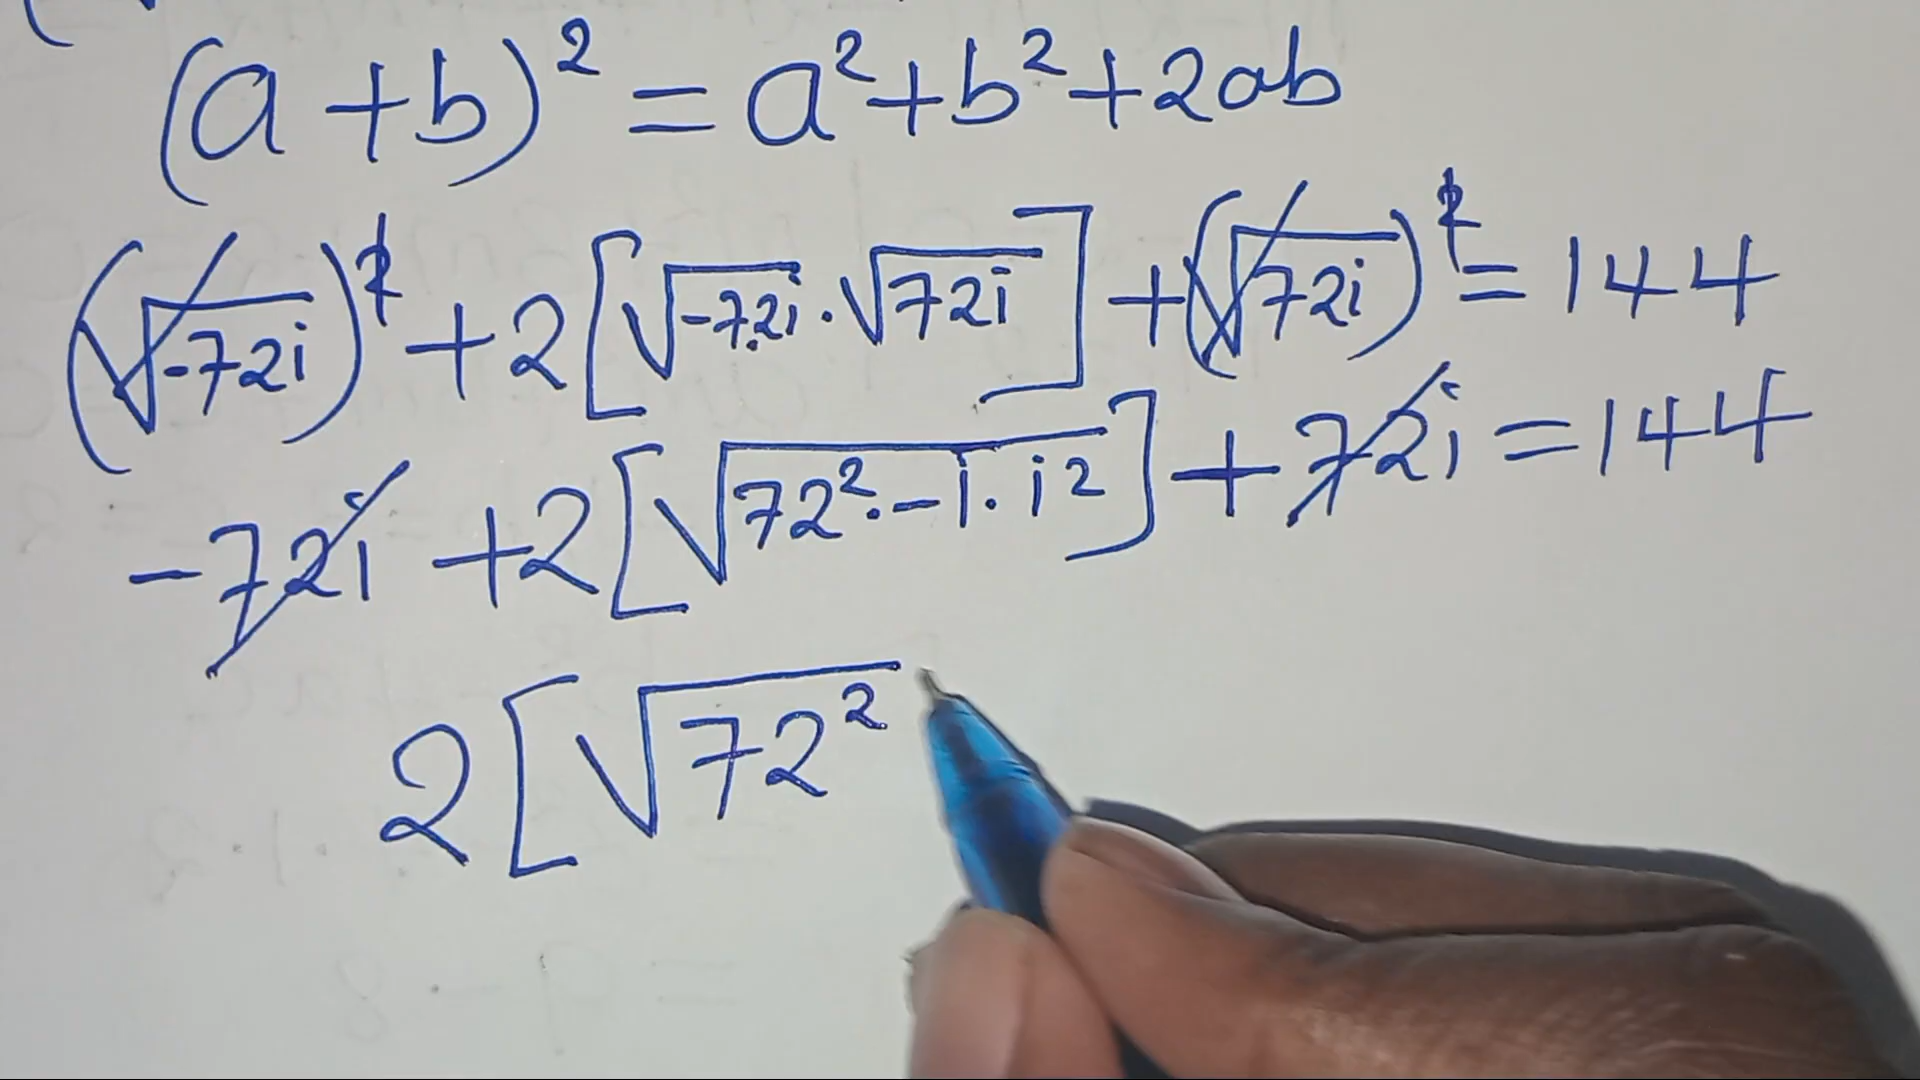 (a+b)² = a²+b²+2ab
(√-72i)² + 2[√-72i · √72i] + (√72i)² = 144
-72i + 2[√72² · -1 · i²] + 72i = 144
2[√72²